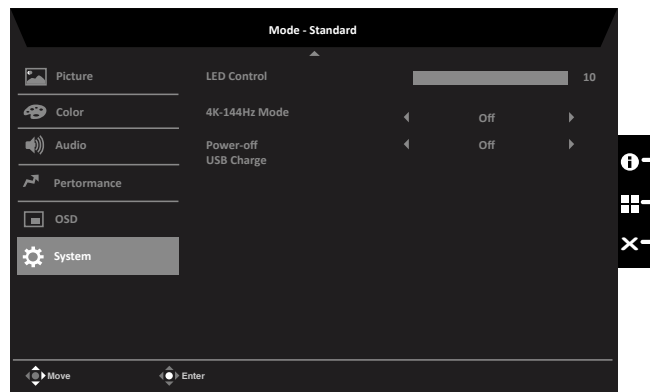 Mode - Standard
Picture
LED Control
10
Color
4K-144Hz Mode
Off
Audio
Power-off
USB Charge
Off
Pertormance
OSD
System
Move
Enter